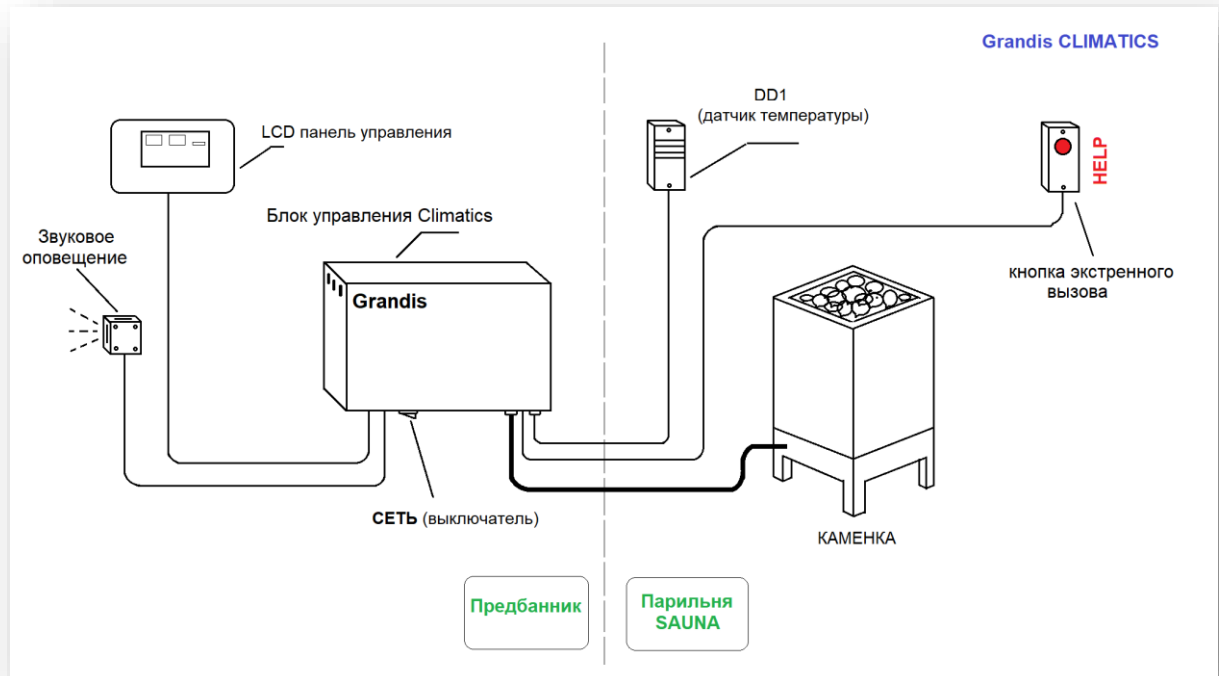 Grandis CLIMATICS
DD1
(датчик температуры)
LCD панель управления
HELP
Блок управления Climatics
Звуковое
оповещение
кнопка экстренного
вызова
Grandis
СЕТЬ (выключатель)
КАМЕНКА
Предбанник
Парильня
SAUNA